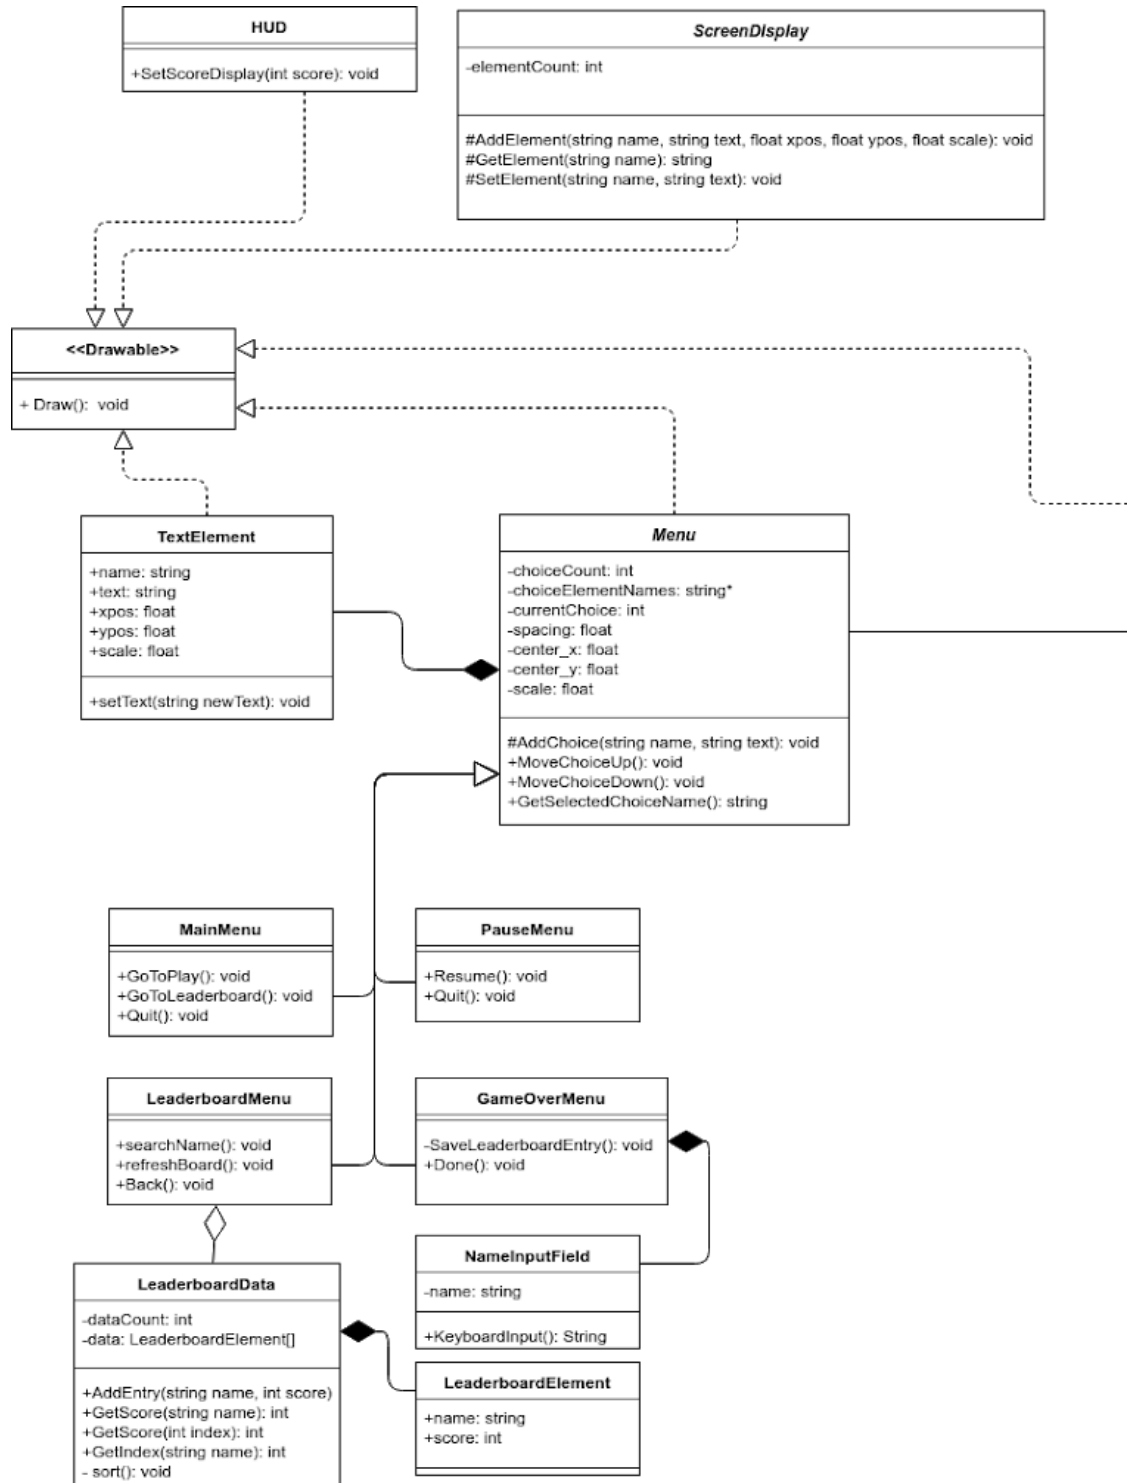 HUD
+SetScoreDisplay(int score): void
ScreenDIsplay
-elementCount: int
#AddElement(string name, string text, float xpos, float ypos, float scale): void
#GetElement(string name): string
#SetElement(string name, string text): void
<<Drawable>>
+ Draw():  void
TextElement
+name: string
+text: string
+xpos: float
+ypos: float
+scale: float
+setText(string newText): void
Menu
-choiceCount: int
-choiceElementNames: string*
-currentChoice: int
-spacing: float
-center_x: float
-center_y: float
-scale: float
#AddChoice(string name, string text): void
+MoveChoiceUp(): void
+MoveChoiceDown(): void
+GetSelectedChoiceName(): string
MainMenu
+GoToPlay(): void
+GoToLeaderboard(): void
+Quit(): void
PauseMenu
+Resume(): void
+Quit(): void
LeaderboardMenu
+searchName(): void
+refreshBoard(): void
+Back(): void
GameOverMenu
-SaveLeaderboardEntry(): void
+Done(): void
NameInputField
-name: string
+KeyboardInput(): String
LeaderboardData
-dataCount: int
-data: LeaderboardElement[]
+AddEntry(string name, int score)
+GetScore(string name): int
+GetScore(int index): int
+GetIndex(string name): int
- sort(): void
LeaderboardElement
+name: string
+score: int